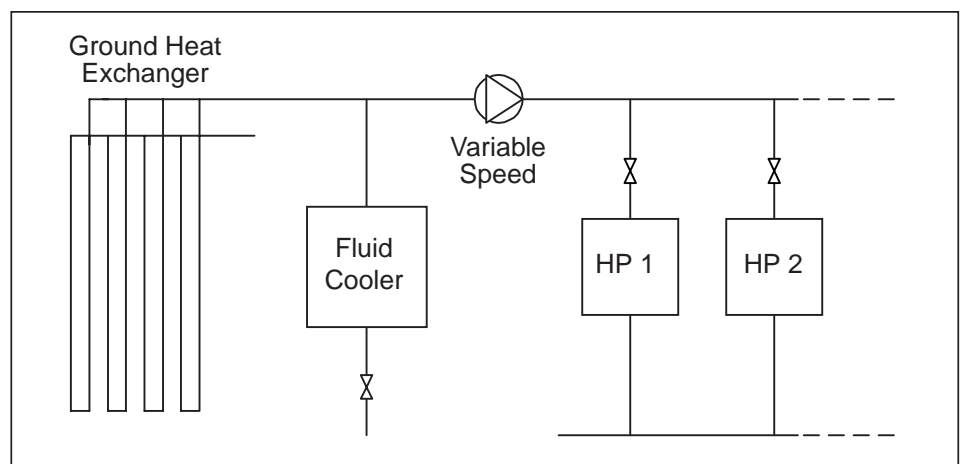 Ground Heat
Exchanger
Variable
Speed
Fluid
Cooler
HP 1
HP 2